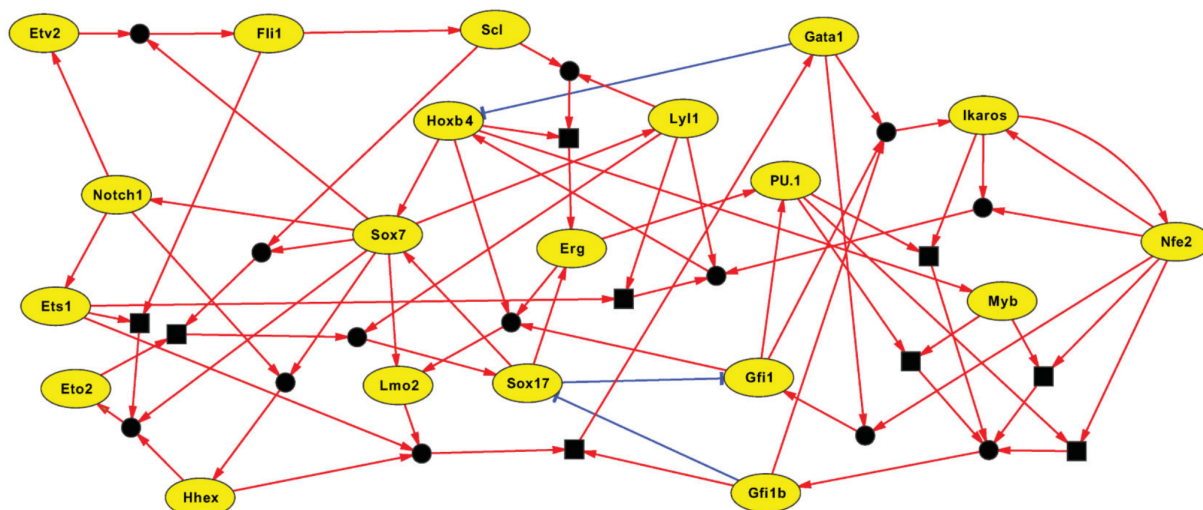 Etv2
Fli1
Scl
Gata1
Hoxb4
Lyl1
Ikaros
Notch1
PU.1
Sox7
Erg
Nfe2
Ets1
Myb
Eto2
Lmo2
Sox17
Gfi1
Hhex
Gfi1b